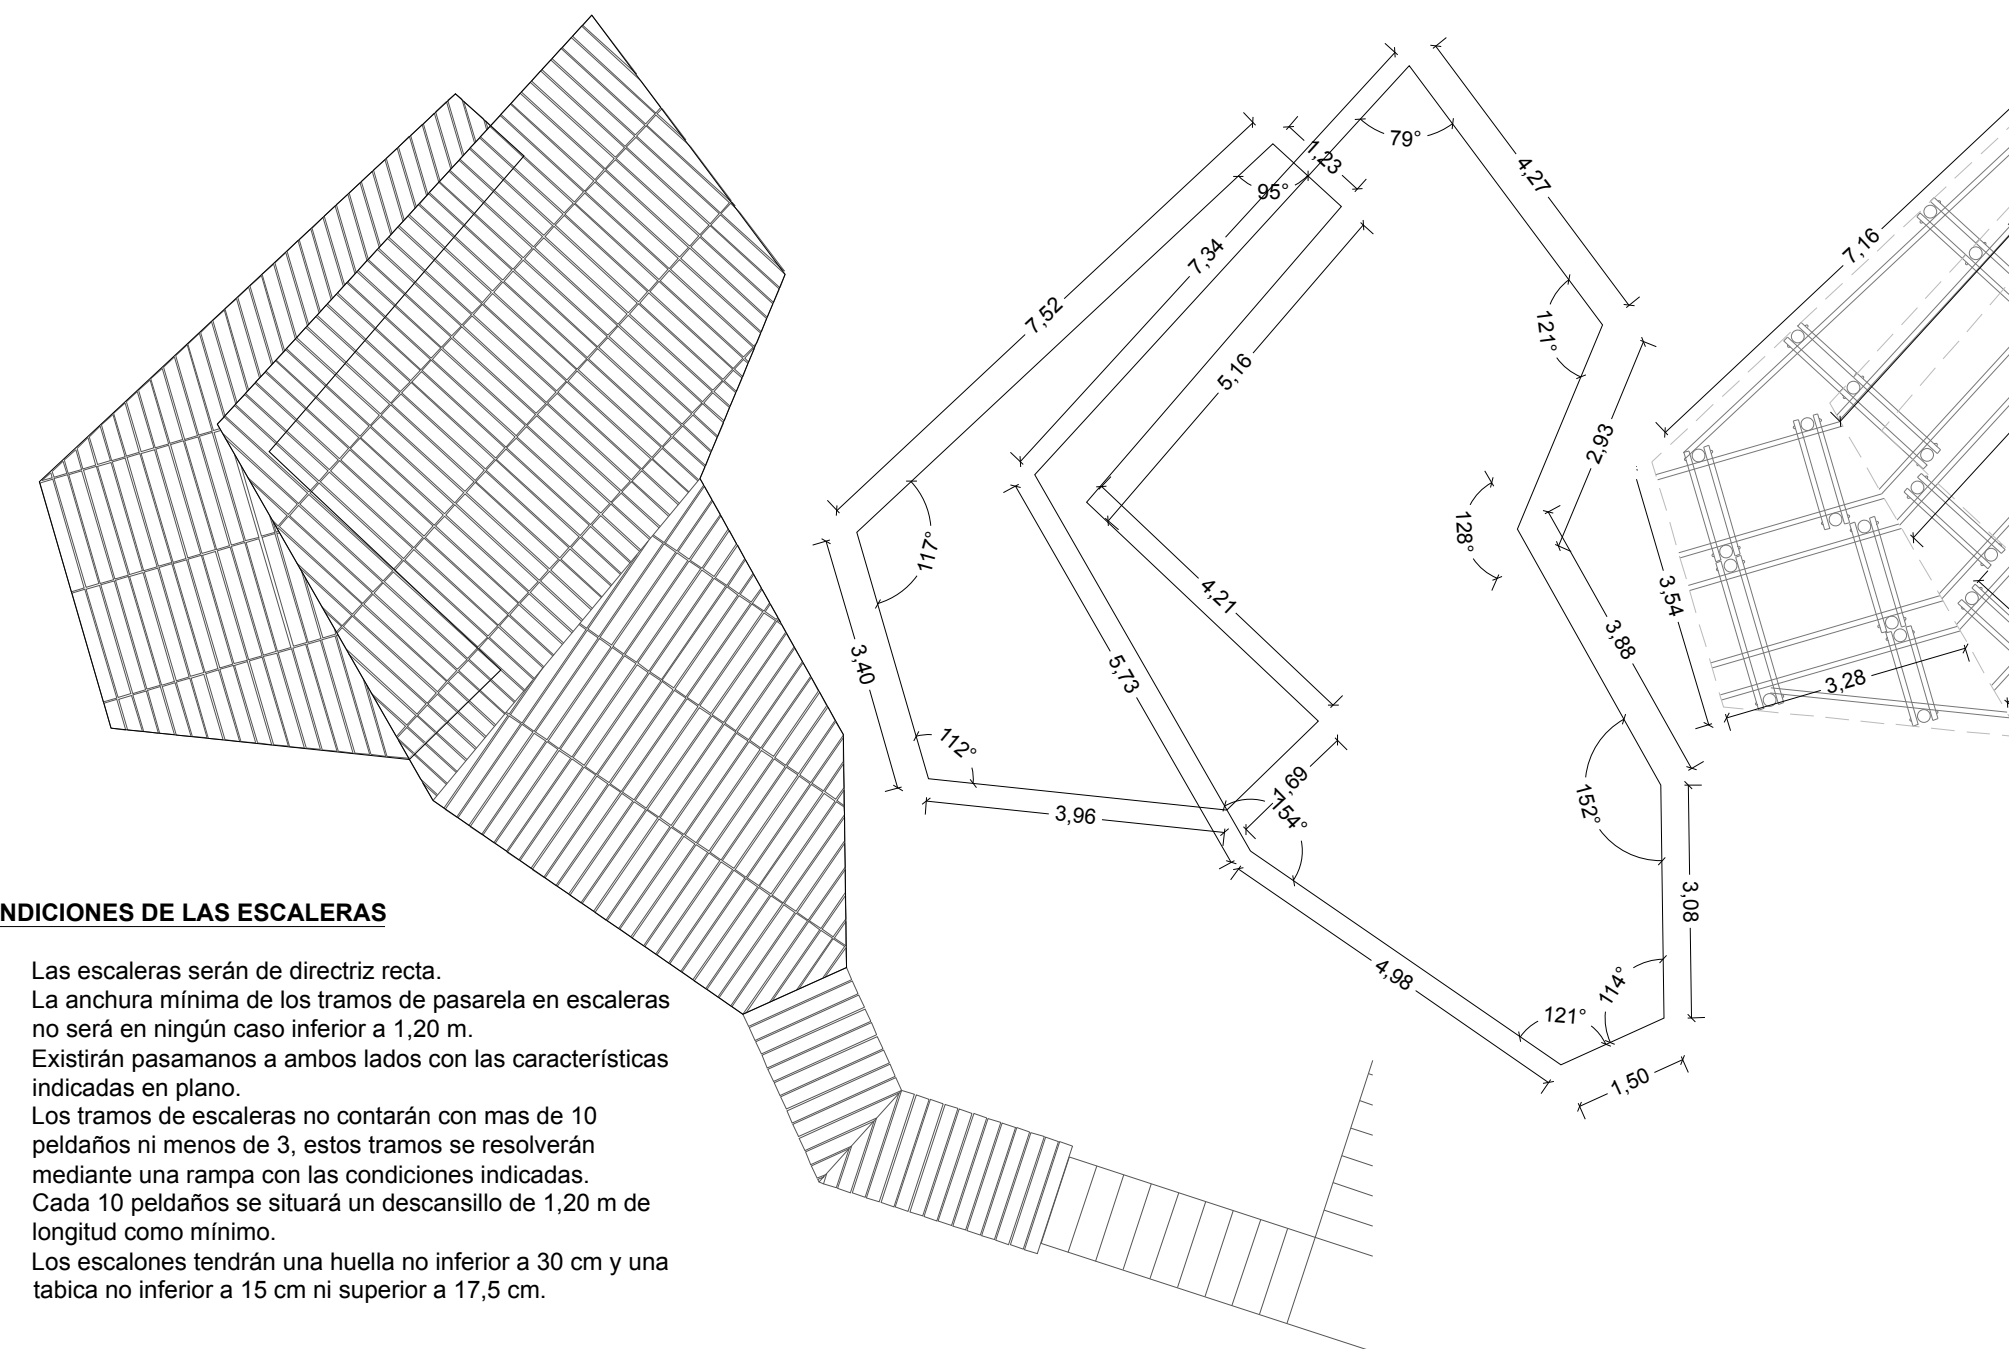 79°
4,27
1,23
95°
7,34
7,52
7,16
5,16
121°
2,93
117°
128°
4,21
3,54
3,88
3,40
5,73
3,28
112°
1,69
154°
152°
3,96
3,08
NDICIONES DE LAS ESCALERAS
4,98
114°
121°
1,50
Las escaleras serán de directriz recta.
La anchura mínima de los tramos de pasarela en escaleras
no será en ningún caso inferior a 1,20 m.
Existirán pasamanos a ambos lados con las características
indicadas en plano.
Los tramos de escaleras no contarán con mas de 10
peldaños ni menos de 3, estos tramos se resolverán
mediante una rampa con las condiciones indicadas.
Cada 10 peldaños se situará un descansillo de 1,20 m de
longitud como mínimo.
Los escalones tendrán una huella no inferior a 30 cm y una
tabica no inferior a 15 cm ni superior a 17,5 cm.